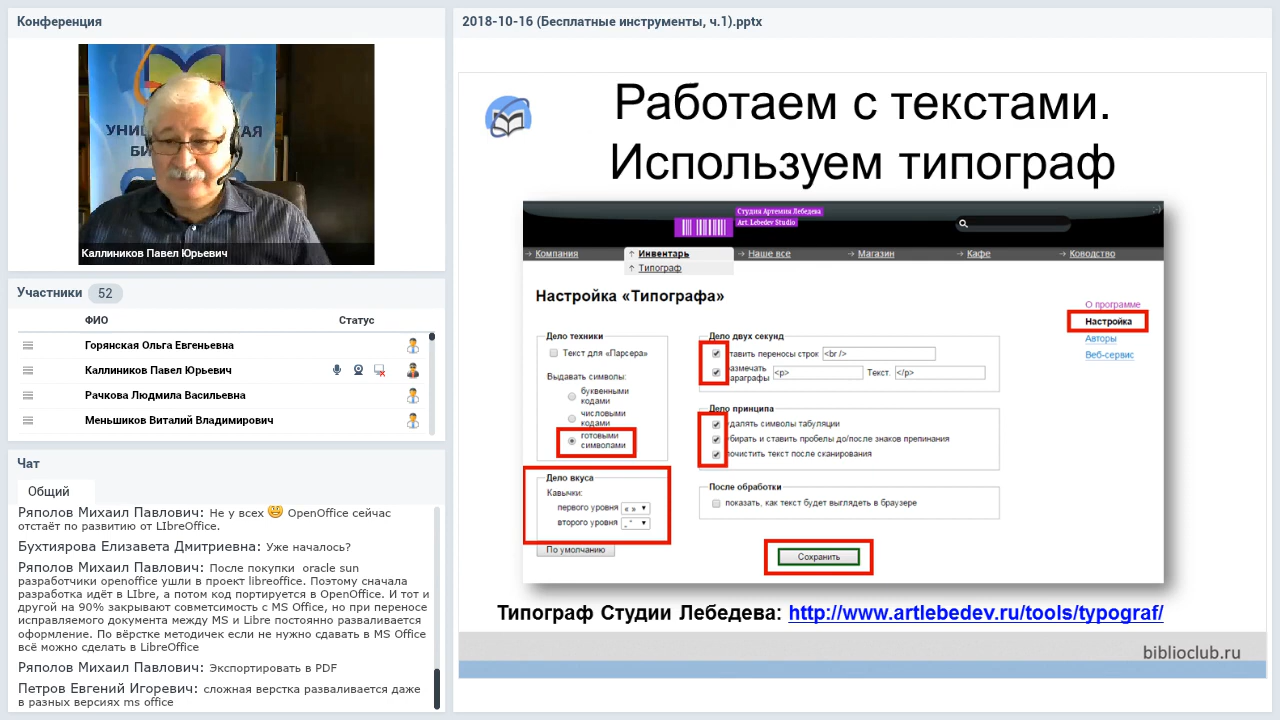 Конференция
УНИ
СКАЯ
БИ
Каллиников Павел Юрьевич
Участники 52
ФИО Статус
Горянская Ольга Евгеньевна
Каллиников Павел Юрьевич
Рачкова Людмила Васильевна
Меньшиков Виталий Владимирович
Чат
Общий
Ряполов Михаил Павлович: Не у всех OpenOffice сейчас
отстаёт по развитию от LIbreOffice.
Бухтиярова Елизавета Дмитриевна: Уже началось?
Ряполов Михаил Павлович: После покупки oracle sun
разработчики openoffice ушли в проект libreoffice. Поэтому сначала
разработка идёт в LIbre, а потом код портируется в OpenOffice. И тот и
другой на 90% закрывают совметсимость с MS Office, но при переносе
исправляемого документа между MS и Libre постоянно разваливается
оформление. По вёрстке методичек если не нужно сдавать в MS Office
всё можно сделать в LibreOffice
Ряполов Михаил Павлович: Экспортировать в PDF
Петров Евгений Игоревич: сложная верстка разваливается даже
в разных версиях ms office
2018-10-16 (Бесплатные инструменты, ч.1).pptx
Работаем с текстами.
Используем типограф
Студия Артемия Лебедева
Art. Lebedev Studio
→ Компания ↑ Инвентарь → Наше все → Магазин → Кафе → Ководство
↑ Типограф
Настройка «Типографа»
О программе
Настройка
Авторы
Веб-сервис
Дело техники
Текст для «Парсера»
Выдавать символы:
буквенными
кодами
числовыми
кодами
готовыми
символами
Дело вкуса
Кавычки:
первого уровня « »
второго уровня „ “
По умолчанию
Дело двух секунд
тавить переносы строк <br />
азмечать
араграфы <p> Текст. </p>
Дело принципа
удалять символы табуляции
убирать и ставить пробелы до/после знаков препинания
почистить текст после сканирования
После обработки
показать, как текст будет выглядеть в браузере
Сохранить
Типограф Студии Лебедева: http://www.artlebedev.ru/tools/typograf/
biblioclub.ru